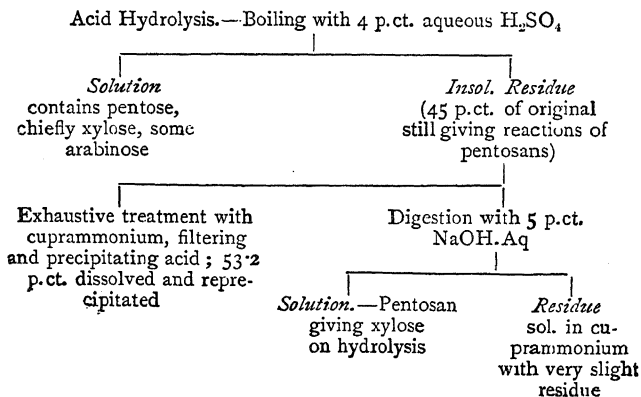 Acid Hydrolysis.—Boiling with 4 p.ct. aqueous H₂SO₄
Solution
contains pentose,
chiefly xylose, some
arabinose
Insol. Residue
(45 p.ct. of original
still giving reactions of
pentosans)
Exhaustive treatment with
cuprammonium, filtering
and precipitating acid; 53·2
p.ct. dissolved and repre-
cipitated
Digestion with 5 p.ct.
NaOH.Aq
Solution.—Pentosan
giving xylose
on hydrolysis
Residue
sol. in cu-
prammonium
with very slight
residue